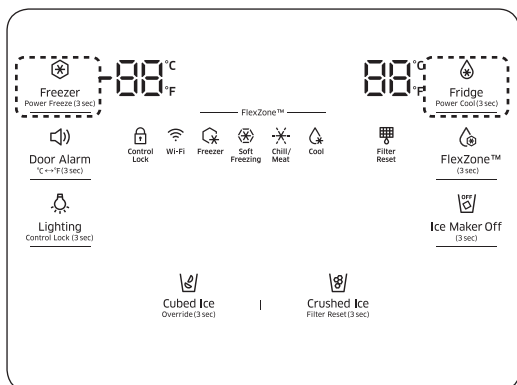 -88 °C °F
88 °C °F
Freezer
Power Freeze (3 sec)
Fridge
Power Cool (3 sec)
FlexZone™
Door Alarm
°C↔°F (3 sec)
Control Lock
Wi-Fi
Freezer
Soft Freezing
Chill/ Meat
Cool
Filter Reset
FlexZone™
(3 sec)
Lighting
Control Lock (3 sec)
OFF
Ice Maker Off
(3 sec)
Cubed Ice
Override (3 sec)
Crushed Ice
Filter Reset (3 sec)